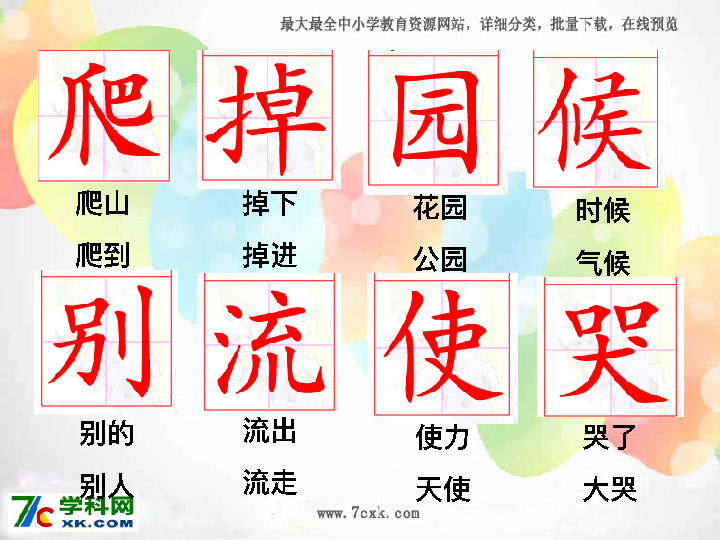 最大最全中小学教育资源网站，详细分类，批量下载，在线预览
爬 掉 园 候
爬山 掉下 花园 时候
爬到 掉进 公园 气候
别 流 使 哭
别的 流出 使力 哭了
别人 流走 天使 大哭
7C学科网
XK.COM
www.7cxk.com